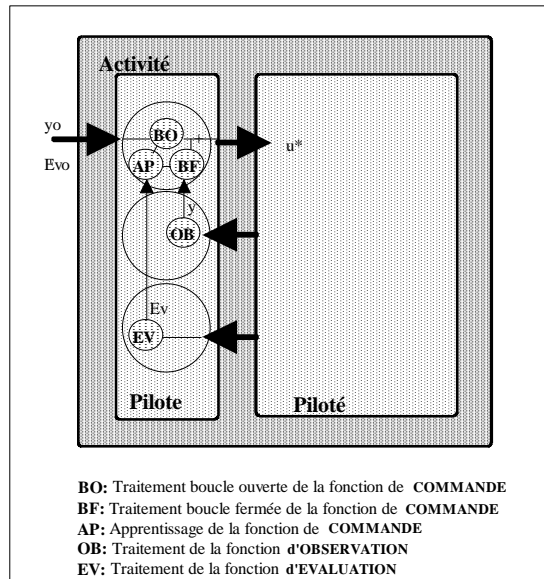 Activité
yo
Evo
BO
+
AP
BF
u*
y
OB
Ev
EV
Pilote
Piloté
BO: Traitement boucle ouverte de la fonction de COMMANDE
BF: Traitement boucle fermée de la fonction de COMMANDE
AP: Apprentissage de la fonction de COMMANDE
OB: Traitement de la fonction d'OBSERVATION
EV: Traitement de la fonction d'EVALUATION